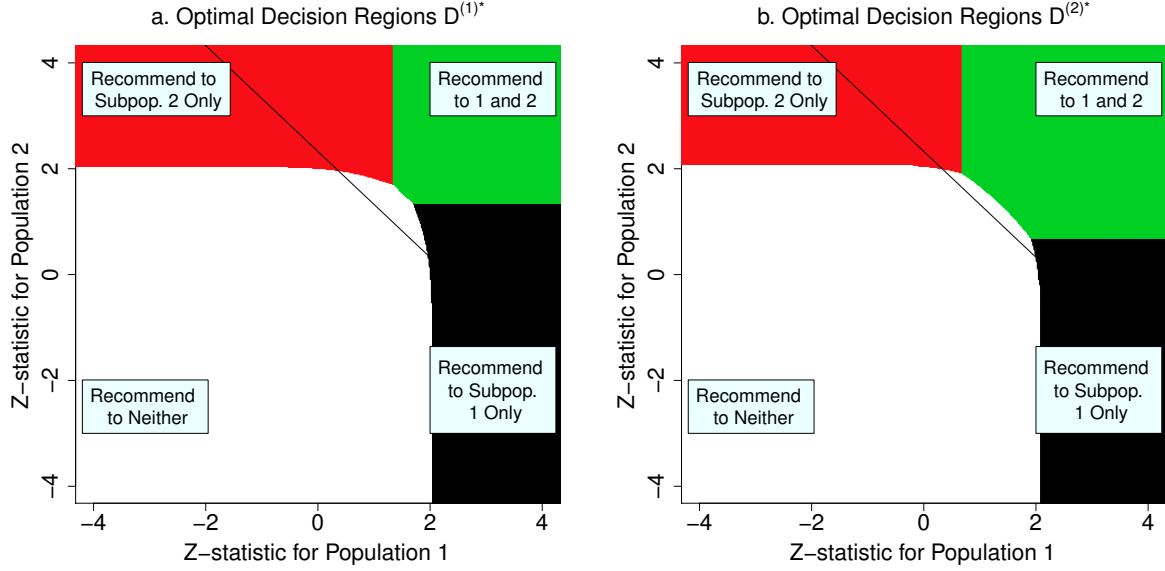 a. Optimal Decision Regions D(1)*
Z−statistic for Population 2
4
2
0
−2
−4
Recommend to
Subpop. 2 Only
Recommend
to 1 and 2
Recommend
to Neither
Recommend
to Subpop.
1 Only
−4
−2
0
2
4
Z−statistic for Population 1
b. Optimal Decision Regions D(2)*
Z−statistic for Population 2
4
2
0
−2
−4
Recommend to
Subpop. 2 Only
Recommend
to 1 and 2
Recommend
to Neither
Recommend
to Subpop.
1 Only
−4
−2
0
2
4
Z−statistic for Population 1